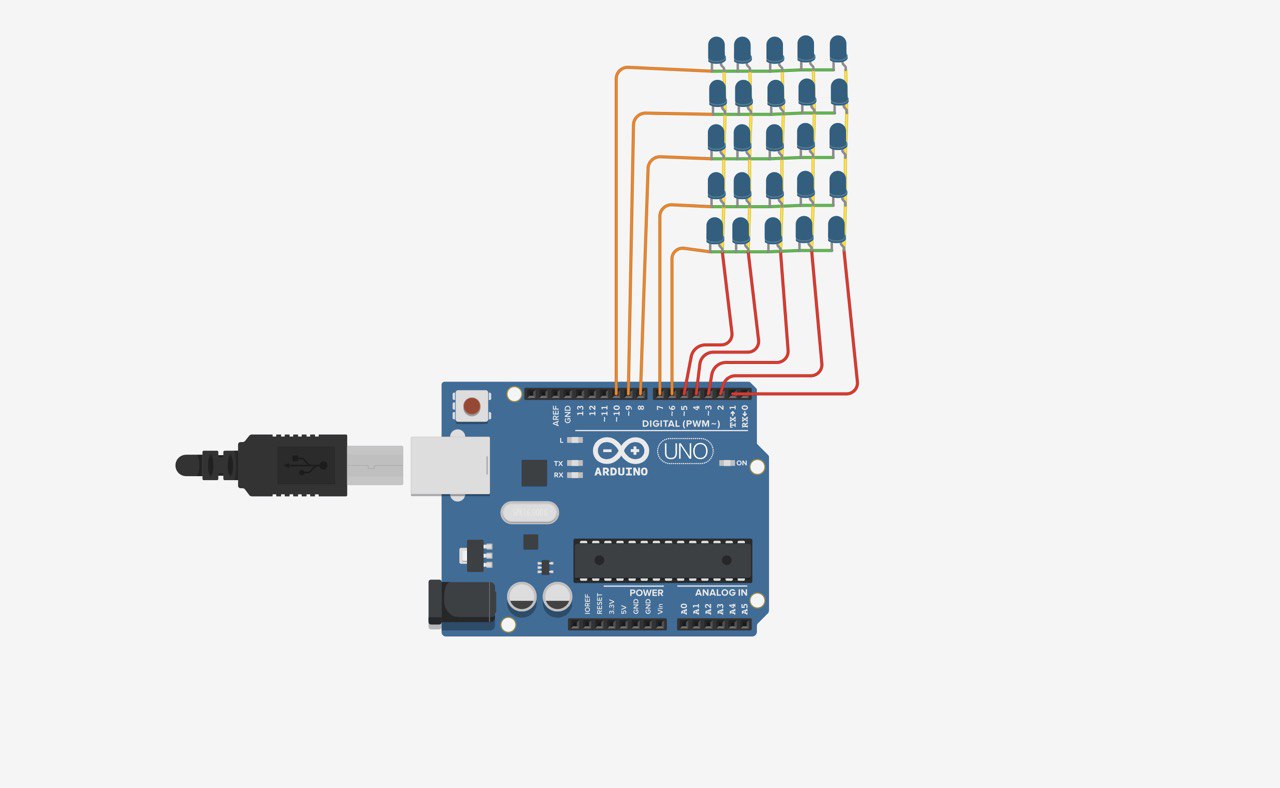 AREF
GND
13
12
~11
~10
~9
8
7
~6
~5
4
~3
2
TX→1
RX←0
DIGITAL (PWM~)
L
TX
RX
ARDUINO
UNO
ON
POWER
ANALOG IN
IOREF
RESET
3.3V
5V
GND
GND
Vin
A0
A1
A2
A3
A4
A5